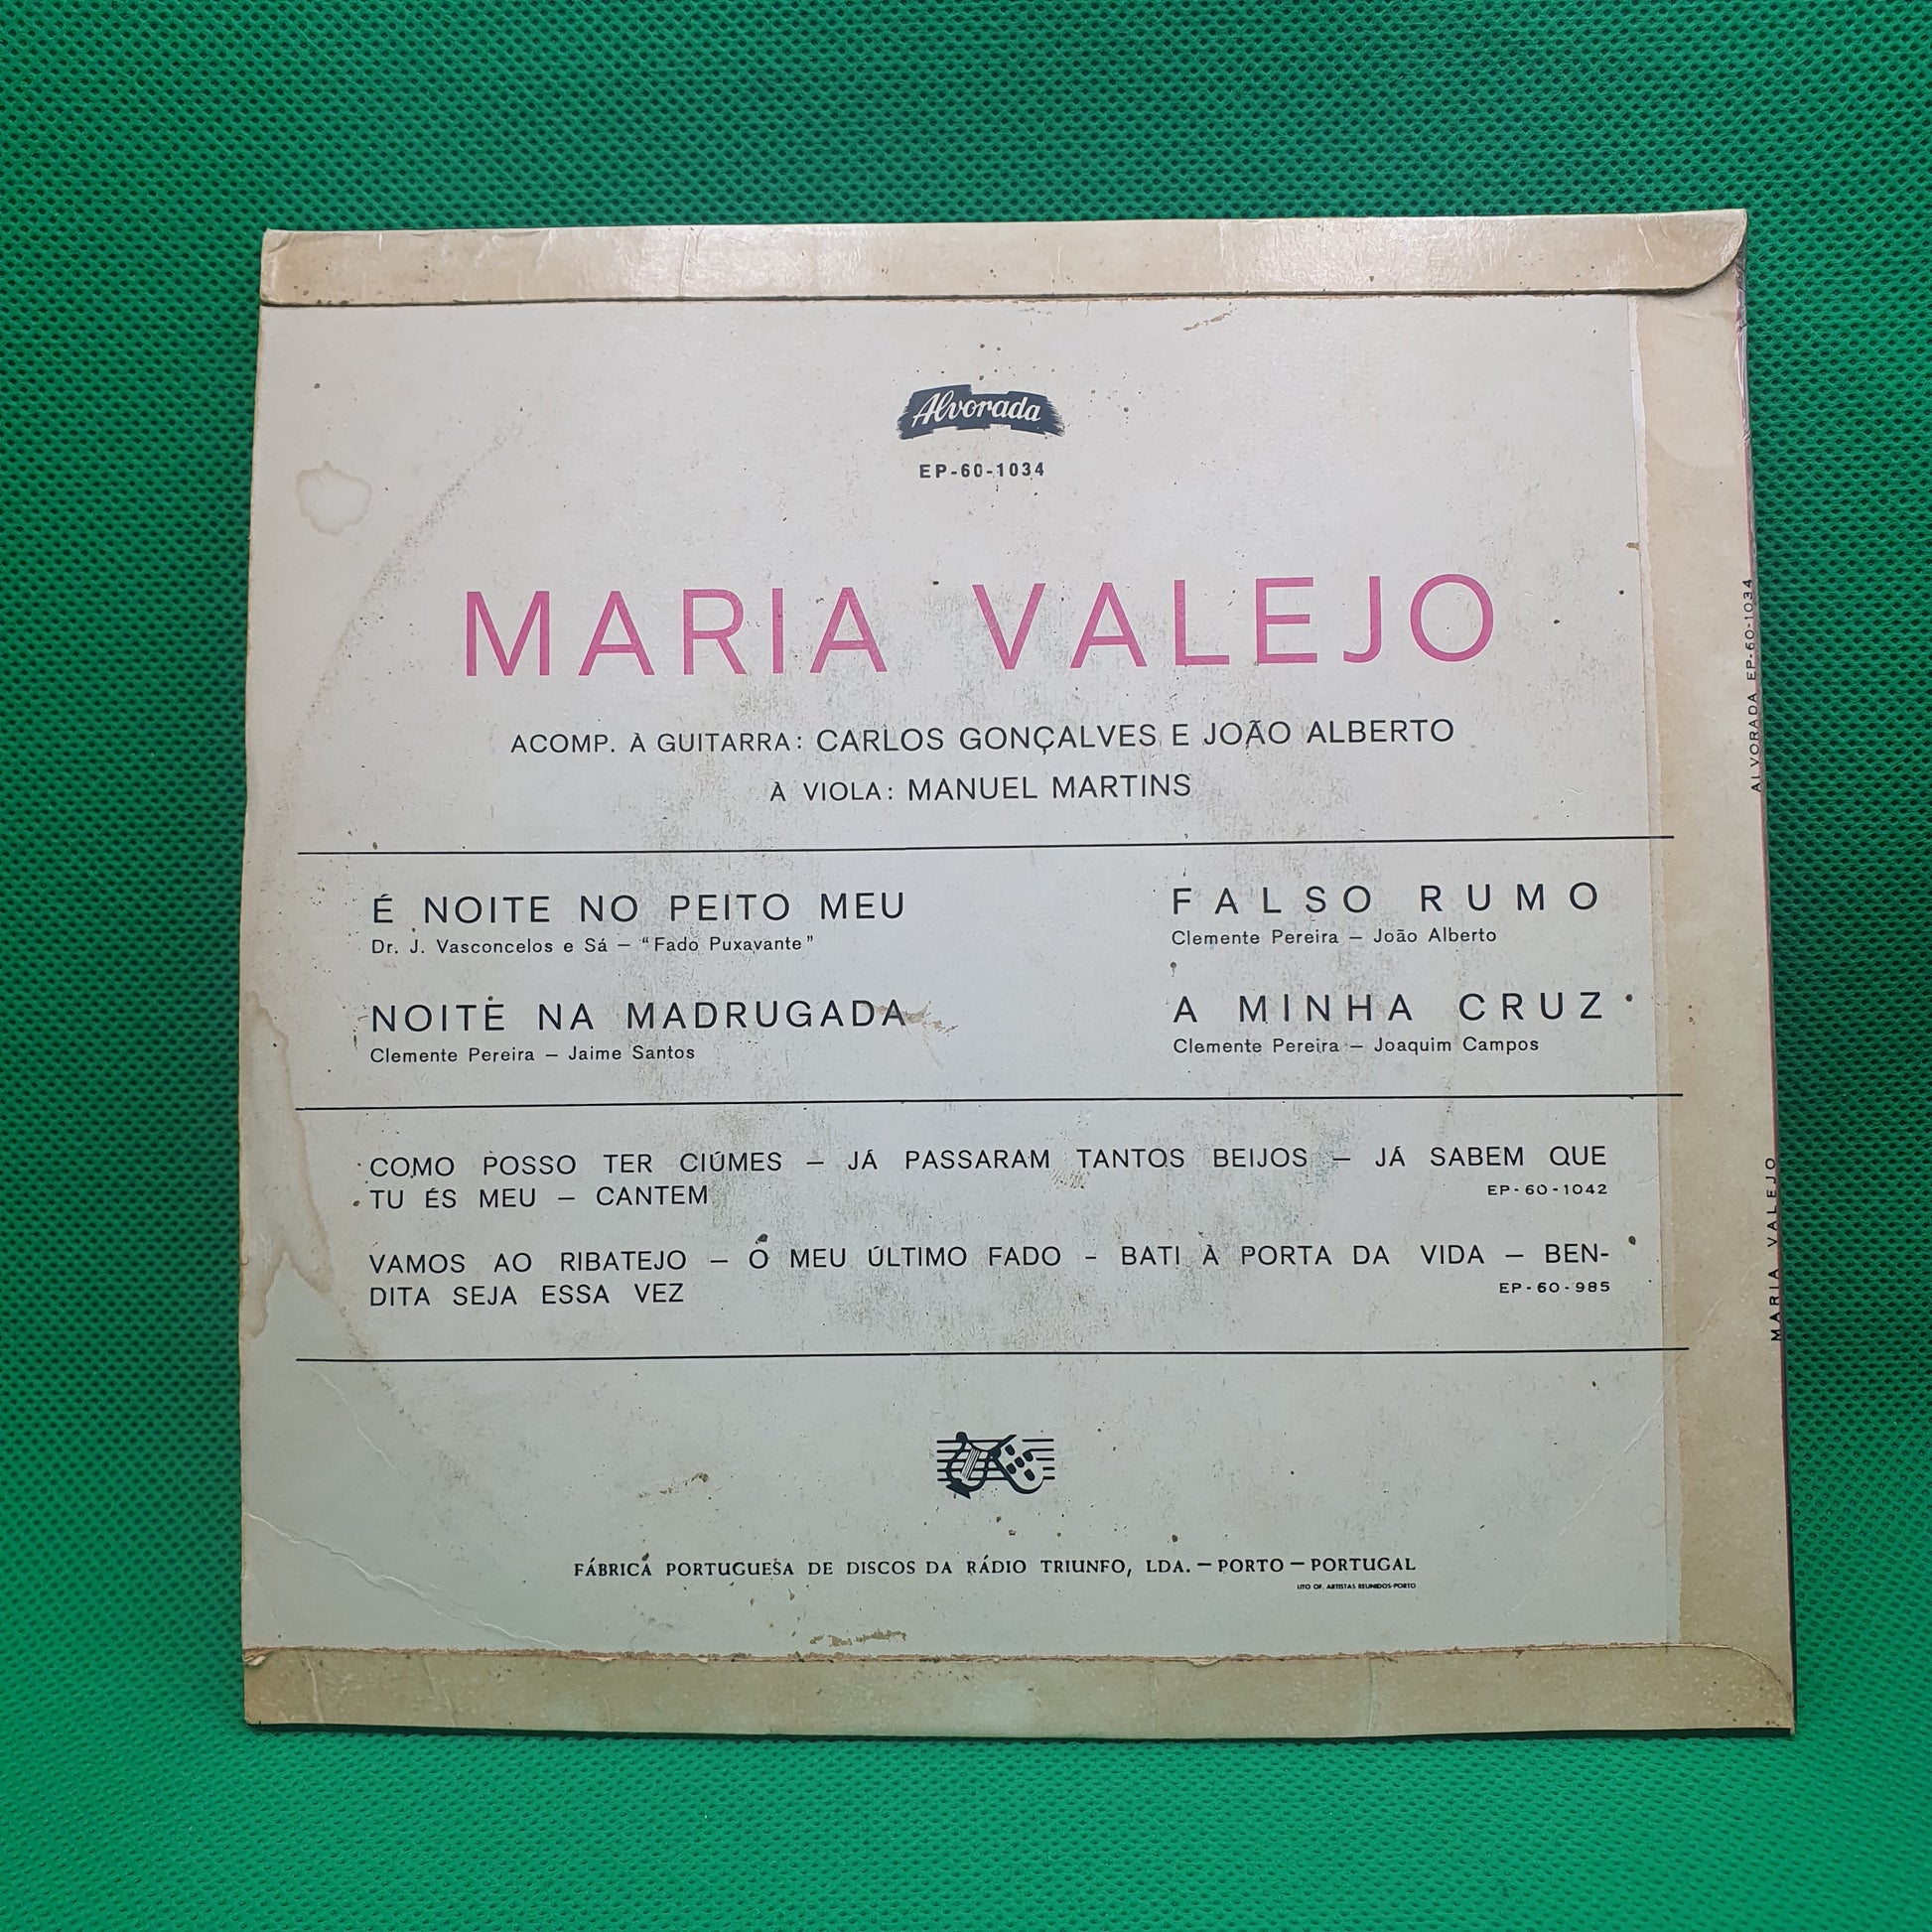 Alvorada
EP-60-1034
MARIA VALEJO
ACOMP. À GUITARRA: CARLOS GONÇALVES E JOÃO ALBERTO
À VIOLA: MANUEL MARTINS
É NOITE NO PEITO MEU
Dr. J. Vasconcelos e Sá — "Fado Puxavante"
NOITE NA MADRUGADA
Clemente Pereira — Jaime Santos
FALSO RUMO
Clemente Pereira — João Alberto
A MINHA CRUZ
Clemente Pereira — Joaquim Campos
COMO POSSO TER CIÚMES — JÁ PASSARAM TANTOS BEIJOS — JÁ SABEM QUE
TU ÉS MEU — CANTEM
EP-60-1042
VAMOS AO RIBATEJO — O MEU ÚLTIMO FADO - BATI À PORTA DA VIDA — BEN-
DITA SEJA ESSA VEZ
EP-60-985
FÁBRICA PORTUGUESA DE DISCOS DA RÁDIO TRIUNFO, LDA. — PORTO — PORTUGAL
LITO OF. ARTISTAS REUNIDOS-PORTO
ALVORADA EP-60-1034
MARIA VALEJO